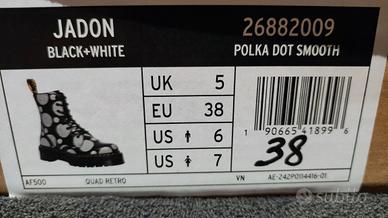 JADON
BLACK+WHITE
26882009
POLKA DOT SMOOTH
UK 5
EU 38
US 6
US 7
1 90665 41899 6
38
AF500
QUAD RETRO
VN
AE-242P0114416-01
subito